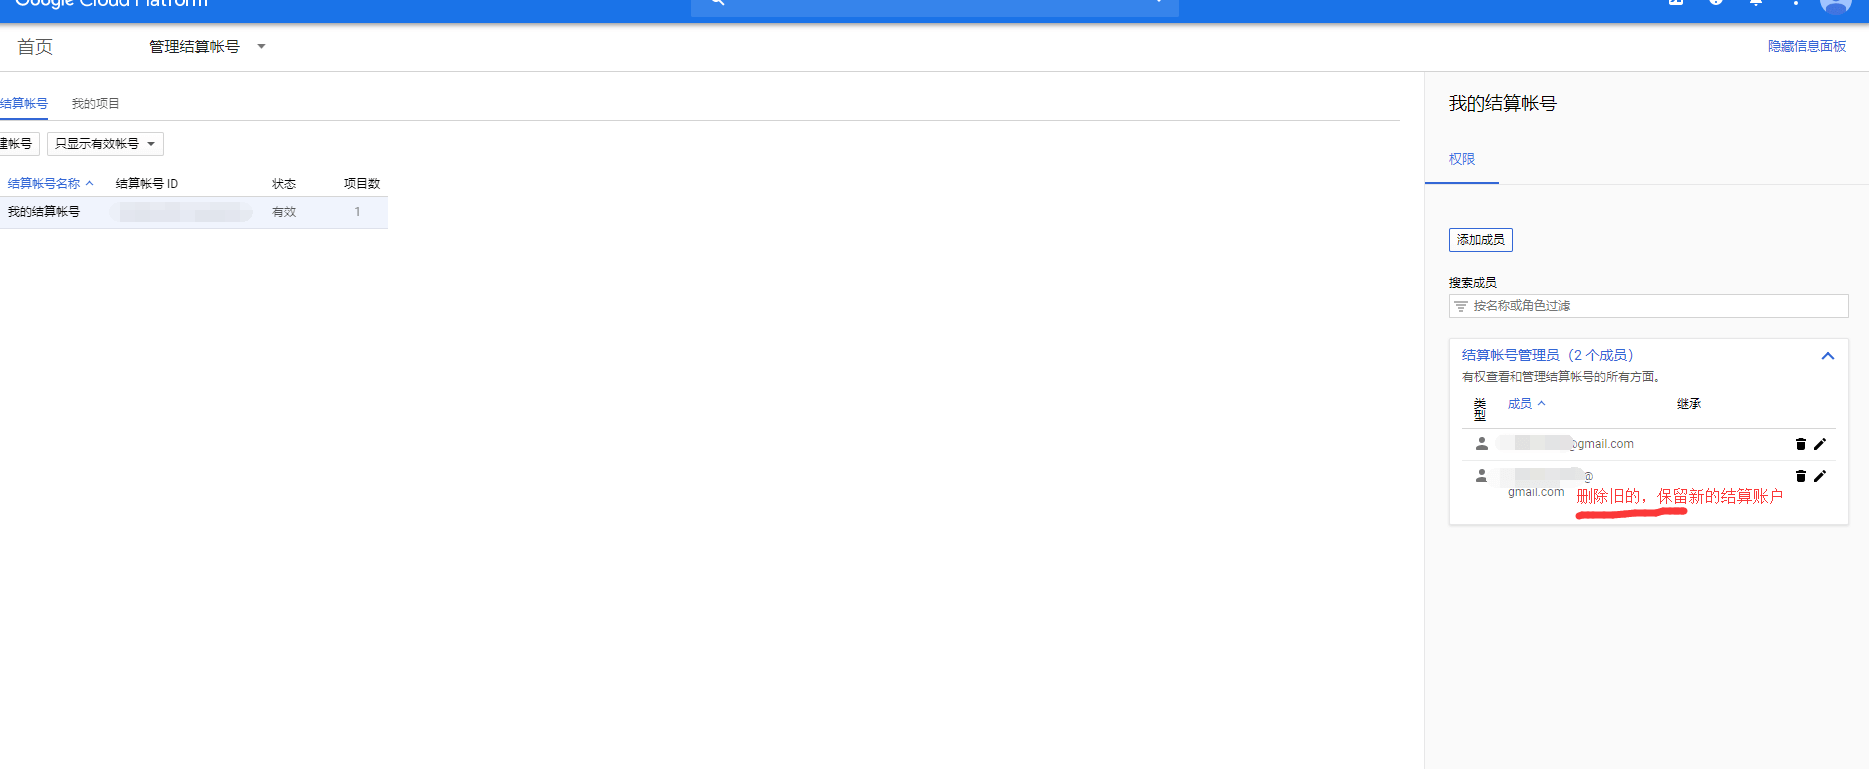 Google Cloud Platform
首页
管理结算帐号
隐藏信息面板
结算帐号
我的项目
建帐号
只显示有效帐号
结算帐号名称
结算帐号 ID
状态
项目数
我的结算帐号
有效
1
我的结算帐号
权限
添加成员
搜索成员
按名称或角色过滤
结算帐号管理员（2 个成员）
有权查看和管理结算帐号的所有方面。
类型
成员
继承
@gmail.com
@
gmail.com
删除旧的，保留新的结算账户